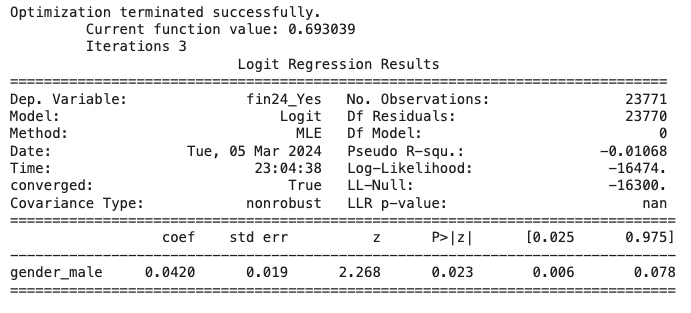 Optimization terminated successfully.
         Current function value: 0.693039
         Iterations 3
                           Logit Regression Results
==============================================================================
Dep. Variable:               fin24_Yes   No. Observations:                23771
Model:                           Logit   Df Residuals:                    23770
Method:                            MLE   Df Model:                            0
Date:                 Tue, 05 Mar 2024   Pseudo R-squ.:                -0.01068
Time:                         23:04:38   Log-Likelihood:                -16474.
converged:                        True   LL-Null:                       -16300.
Covariance Type:             nonrobust   LLR p-value:                       nan
===============================================================================
                  coef    std err          z      P>|z|      [0.025      0.975]
-------------------------------------------------------------------------------
gender_male     0.0420      0.019      2.268      0.023       0.006       0.078
===============================================================================